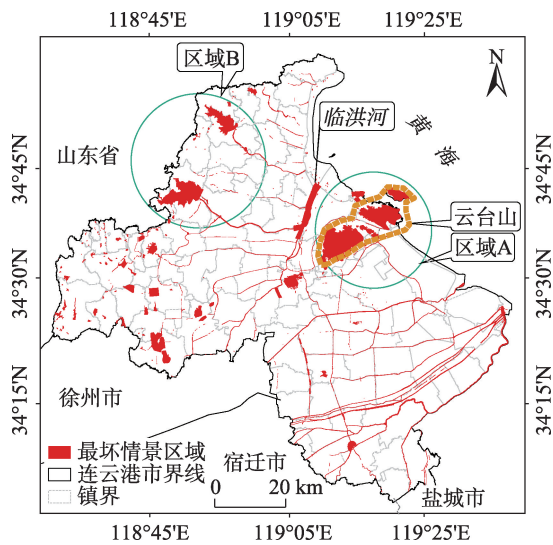 118°45'E 119°05'E 119°25'E
区域B
N
临洪河
黄海
34°45'N 34°45'N
山东省
云台山
区域A
34°30'N 34°30'N
34°15'N 34°15'N
徐州市
最坏情景区域
连云港市界线
镇界
宿迁市
0 20 km
盐城市
118°45'E 119°05'E 119°25'E